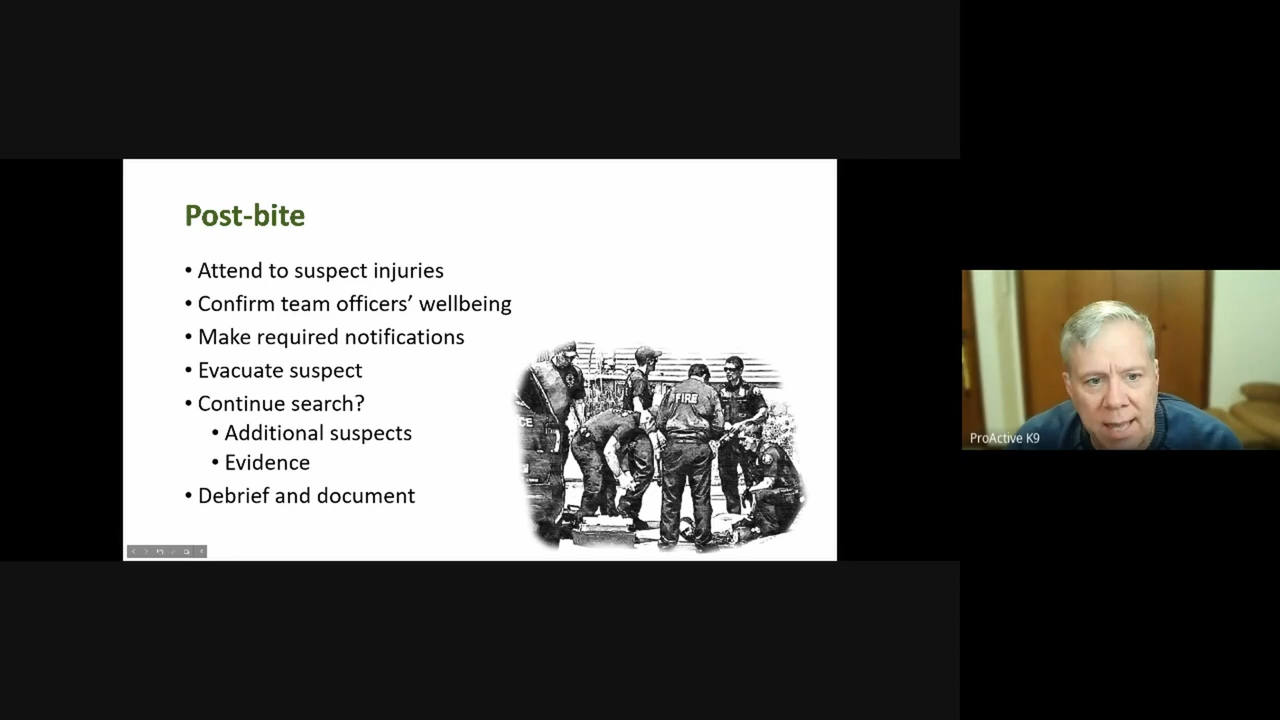 Post-bite
• Attend to suspect injuries
• Confirm team officers’ wellbeing
• Make required notifications
• Evacuate suspect
• Continue search?
• Additional suspects
• Evidence
• Debrief and document
FIRE
CE
ProActive K9